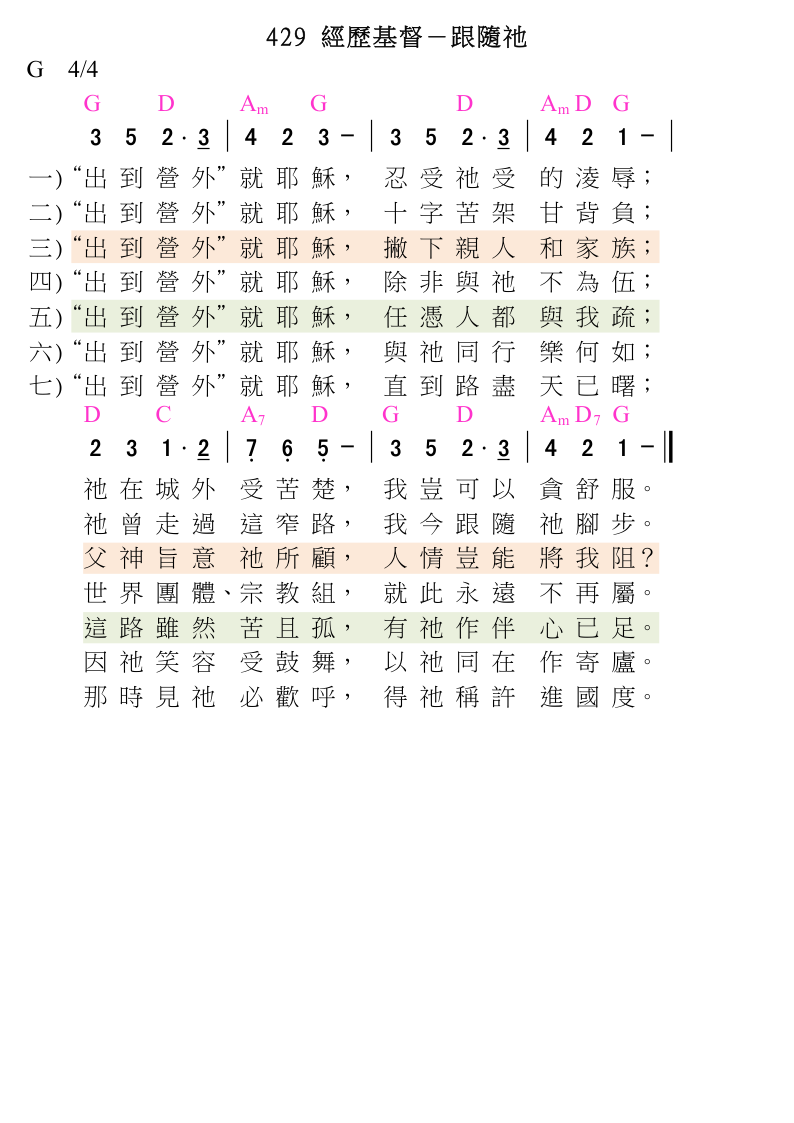 429 經歷基督－跟隨祂
G 4/4
G D Am G D Am D G
3 5 2· 3 | 4 2 3 － | 3 5 2· 3 | 4 2 1 － |
一) “出到營外” 就耶穌， 忍受祂受 的淩辱；
二) “出到營外” 就耶穌， 十字苦架 甘背負；
三) “出到營外” 就耶穌， 撇下親人 和家族；
四) “出到營外” 就耶穌， 除非與祂 不為伍；
五) “出到營外” 就耶穌， 任憑人都 與我疏；
六) “出到營外” 就耶穌， 與祂同行 樂何如；
七) “出到營外” 就耶穌， 直到路盡 天已曙；
D C A7 D G D Am D7 G
2 3 1· 2 | 7 6 5 － | 3 5 2· 3 | 4 2 1 － ‖
祂在城外 受苦楚， 我豈可以 貪舒服。
祂曾走過 這窄路， 我今跟隨 祂腳步。
父神旨意 祂所顧， 人情豈能 將我阻？
世界團體、宗教組， 就此永遠 不再屬。
這路雖然 苦且孤， 有祂作伴 心已足。
因祂笑容 受鼓舞， 以祂同在 作寄廬。
那時見祂 必歡呼， 得祂稱許 進國度。